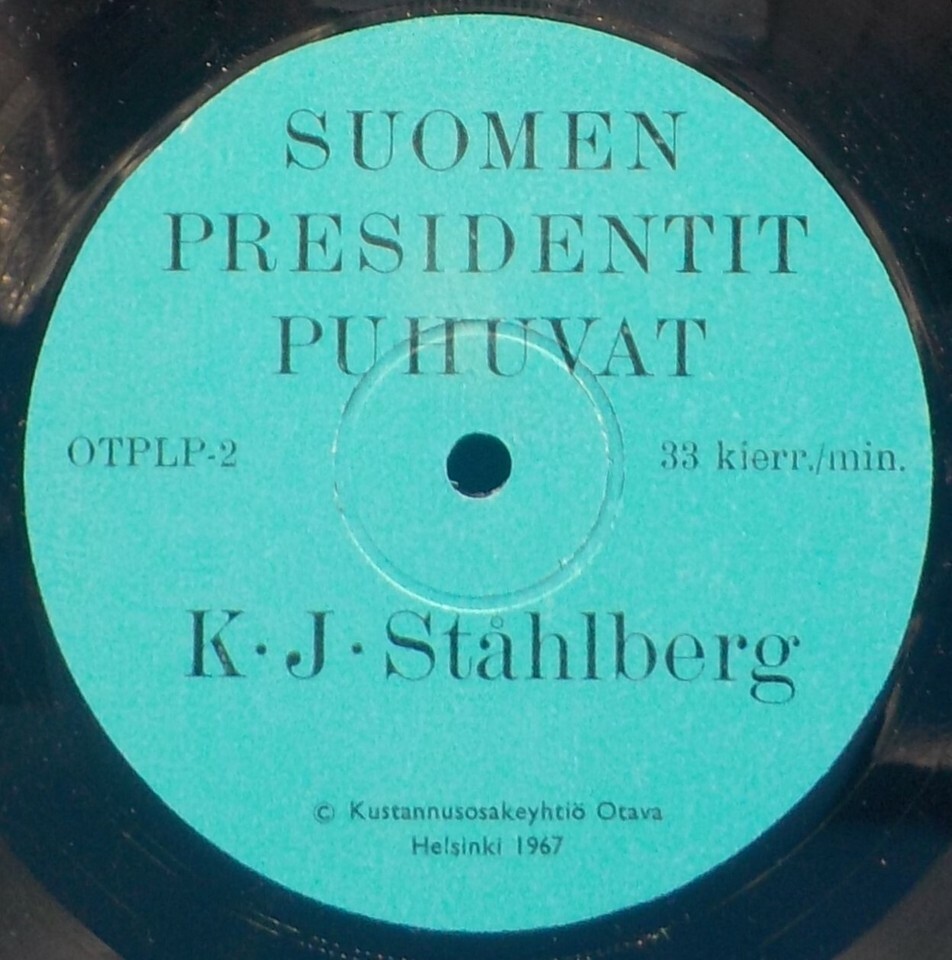 SUOMEN
PRESIDENTIT
PUHUVAT
OTPLP-2 33 kierr./min.
K·J·Ståhlberg
© Kustannusosakeyhtiö Otava
Helsinki 1967